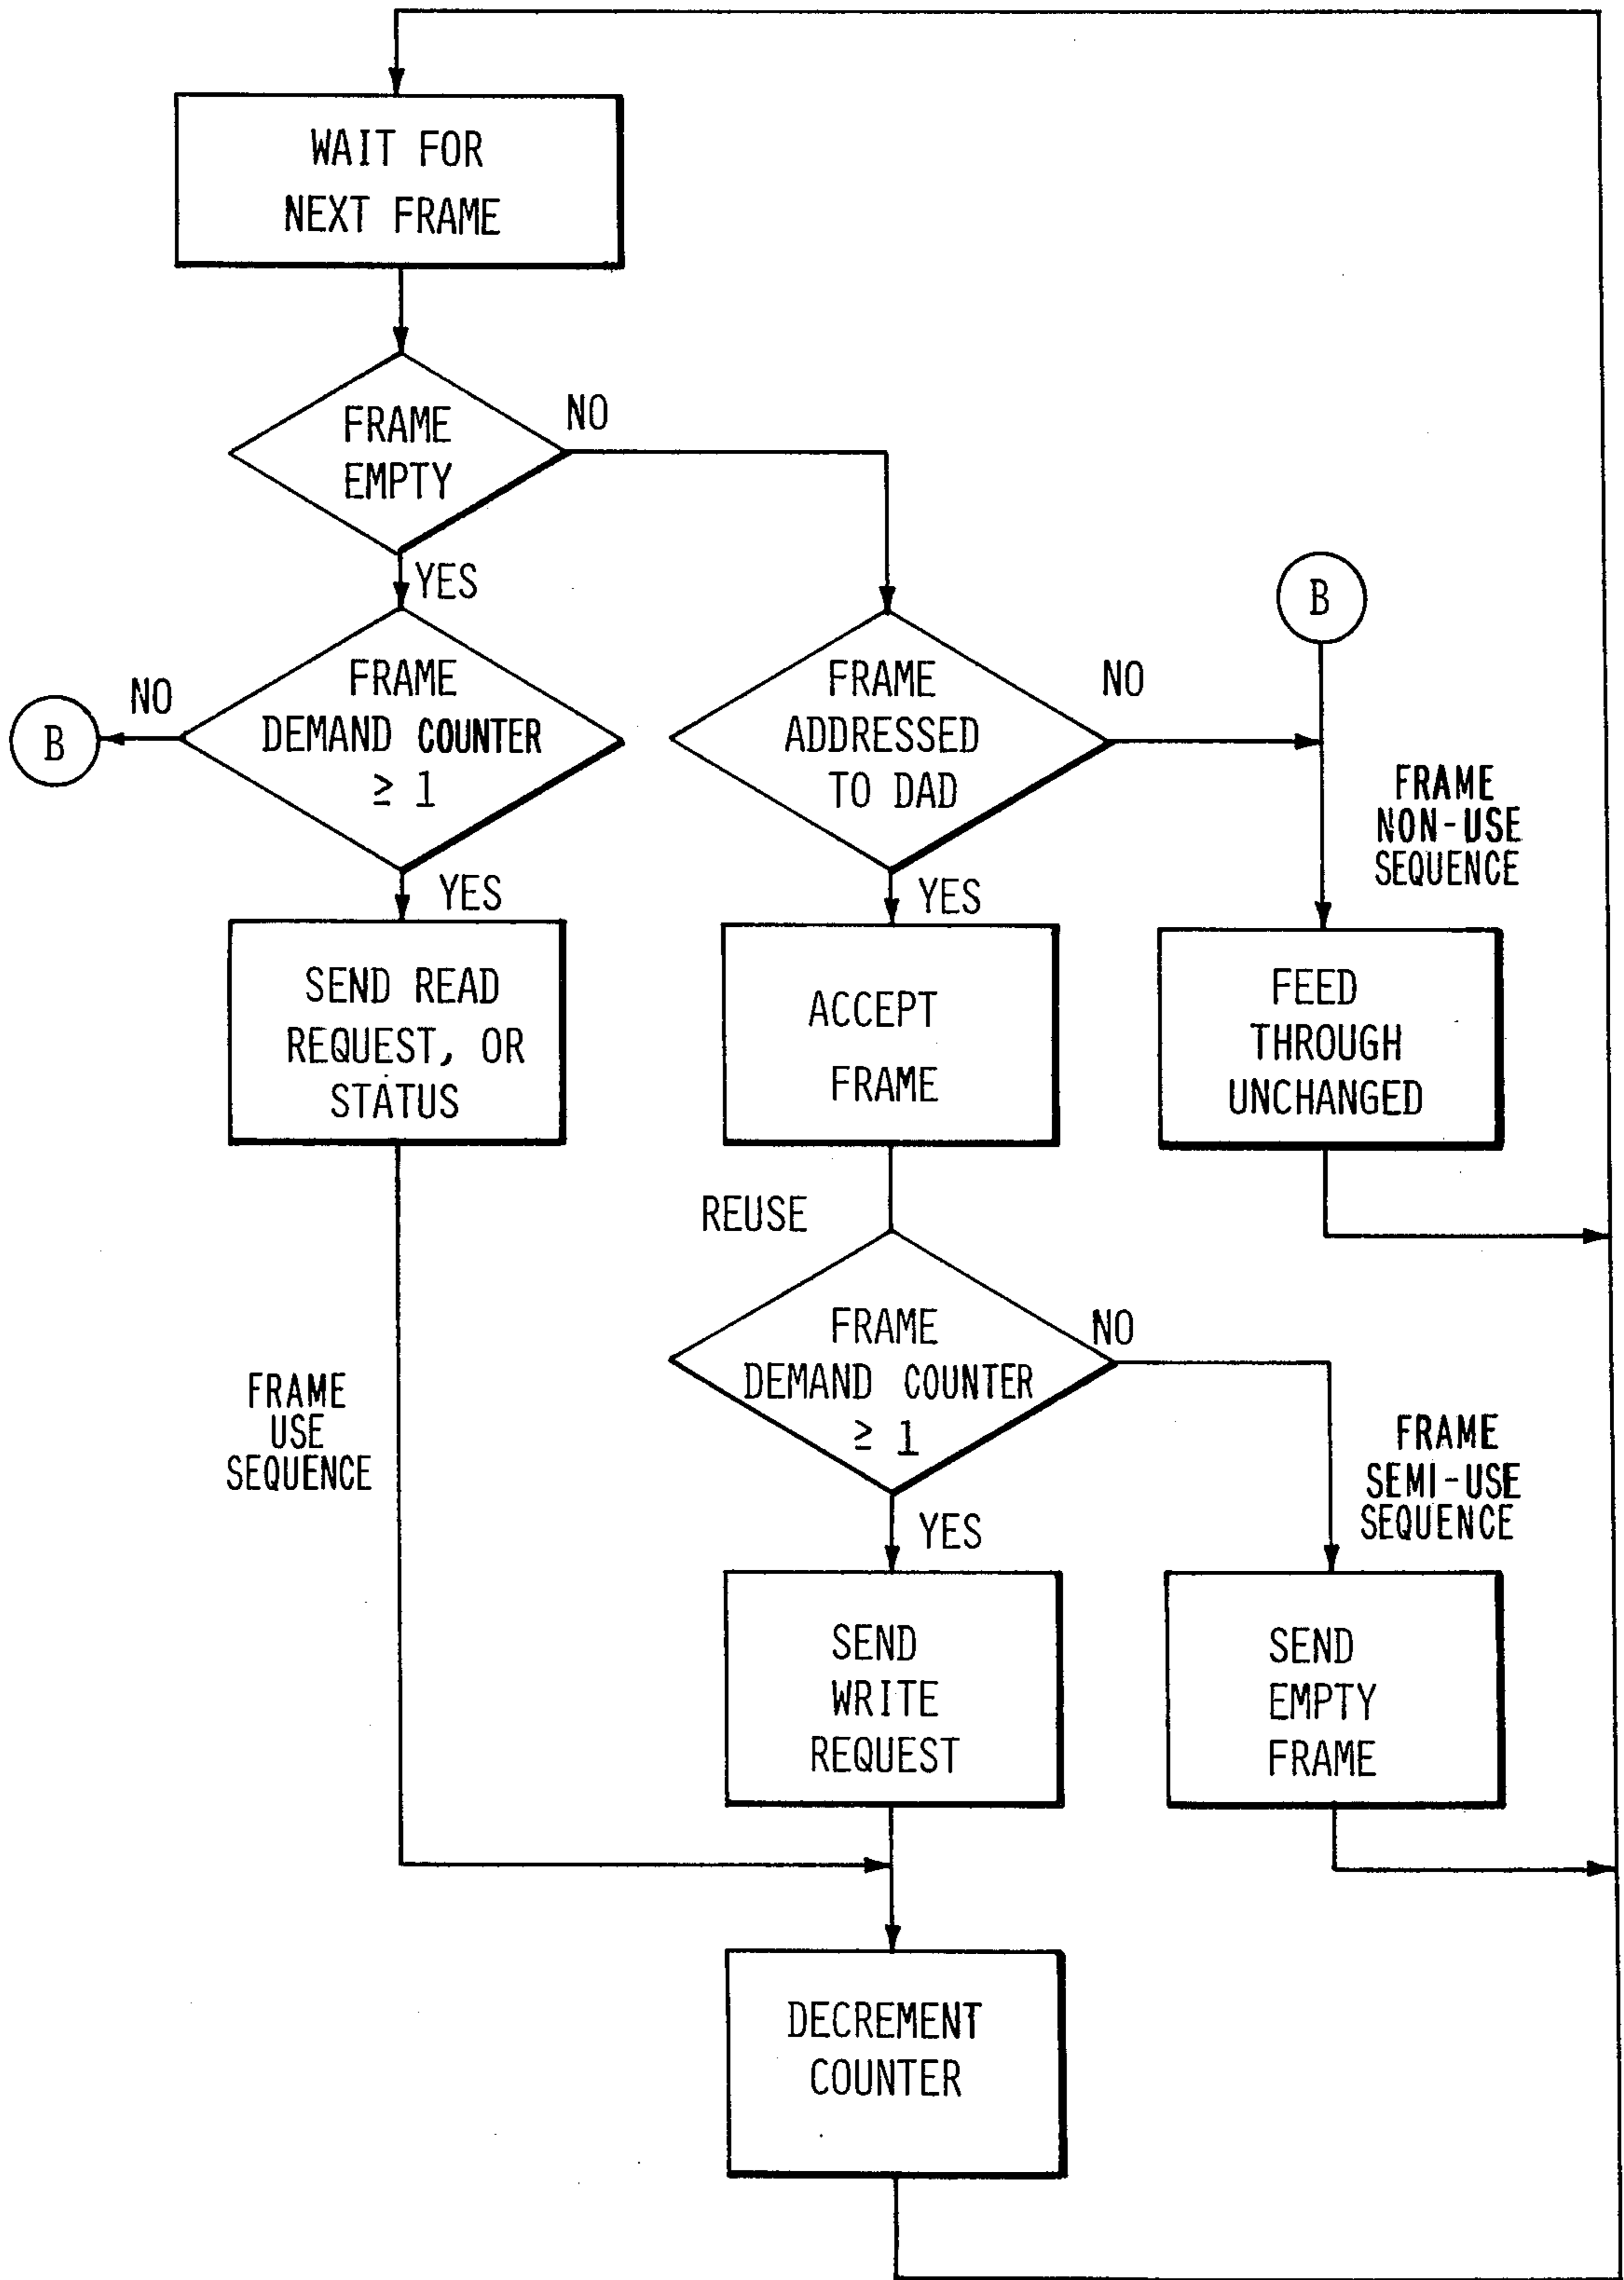 WAIT FOR
NEXT FRAME
FRAME
EMPTY
NO
YES
FRAME
DEMAND COUNTER
≥ 1
NO
B
YES
FRAME
ADDRESSED
TO DAD
NO
B
YES
FRAME
NON-USE
SEQUENCE
SEND READ
REQUEST, OR
STATUS
ACCEPT
FRAME
FEED
THROUGH
UNCHANGED
REUSE
FRAME
USE
SEQUENCE
FRAME
DEMAND COUNTER
≥ 1
NO
YES
FRAME
SEMI-USE
SEQUENCE
SEND
WRITE
REQUEST
SEND
EMPTY
FRAME
DECREMENT
COUNTER